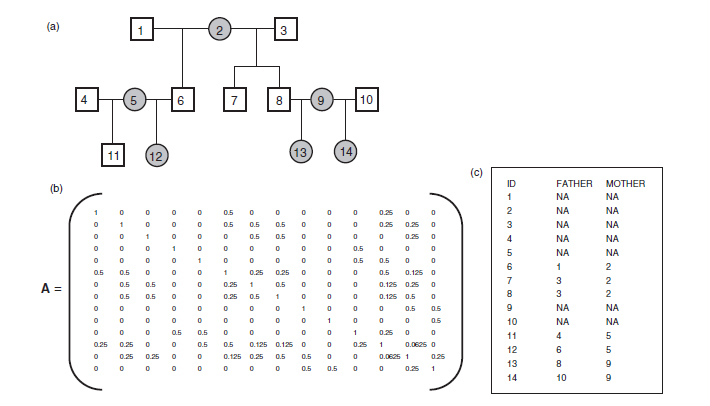 (a)
1 2 3
4 5 6 7 8 9 10
11 12 13 14
(b)
A =
1 0 0 0 0 0.5 0 0 0 0 0 0.25 0 0
0 1 0 0 0 0.5 0.5 0.5 0 0 0 0.25 0.25 0
0 0 1 0 0 0 0.5 0.5 0 0 0 0 0.25 0
0 0 0 1 0 0 0 0 0 0 0.5 0 0 0
0 0 0 0 1 0 0 0 0 0 0.5 0.5 0 0
0.5 0.5 0 0 0 1 0.25 0.25 0 0 0 0.5 0.125 0
0 0.5 0.5 0 0 0.25 1 0.5 0 0 0 0.125 0.25 0
0 0.5 0.5 0 0 0.25 0.5 1 0 0 0 0.125 0.5 0
0 0 0 0 0 0 0 0 1 0 0 0 0.5 0.5
0 0 0 0 0 0 0 0 0 1 0 0 0 0.5
0 0 0 0.5 0.5 0 0 0 0 0 1 0.25 0 0
0.25 0.25 0 0 0.5 0.5 0.125 0.125 0 0 0.25 1 0.0625 0
0 0.25 0.25 0 0 0.125 0.25 0.5 0.5 0 0 0.0625 1 0.25
0 0 0 0 0 0 0 0 0.5 0.5 0 0 0.25 1
(c)
ID FATHER MOTHER
1 NA NA
2 NA NA
3 NA NA
4 NA NA
5 NA NA
6 1 2
7 3 2
8 3 2
9 NA NA
10 NA NA
11 4 5
12 6 5
13 8 9
14 10 9